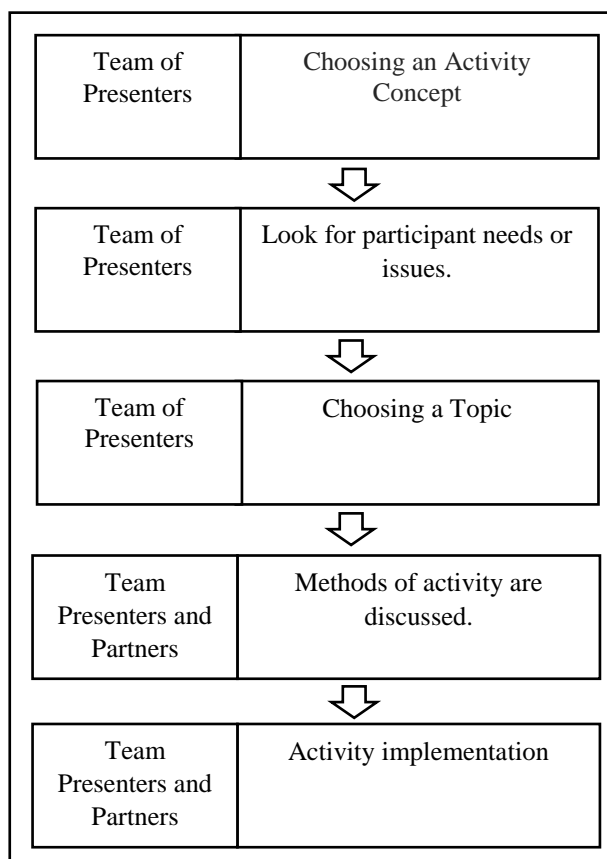 Team of
Presenters
Choosing an Activity
Concept
Team of
Presenters
Look for participant needs or
issues.
Team of
Presenters
Choosing a Topic
Team
Presenters and
Partners
Methods of activity are
discussed.
Team
Presenters and
Partners
Activity implementation